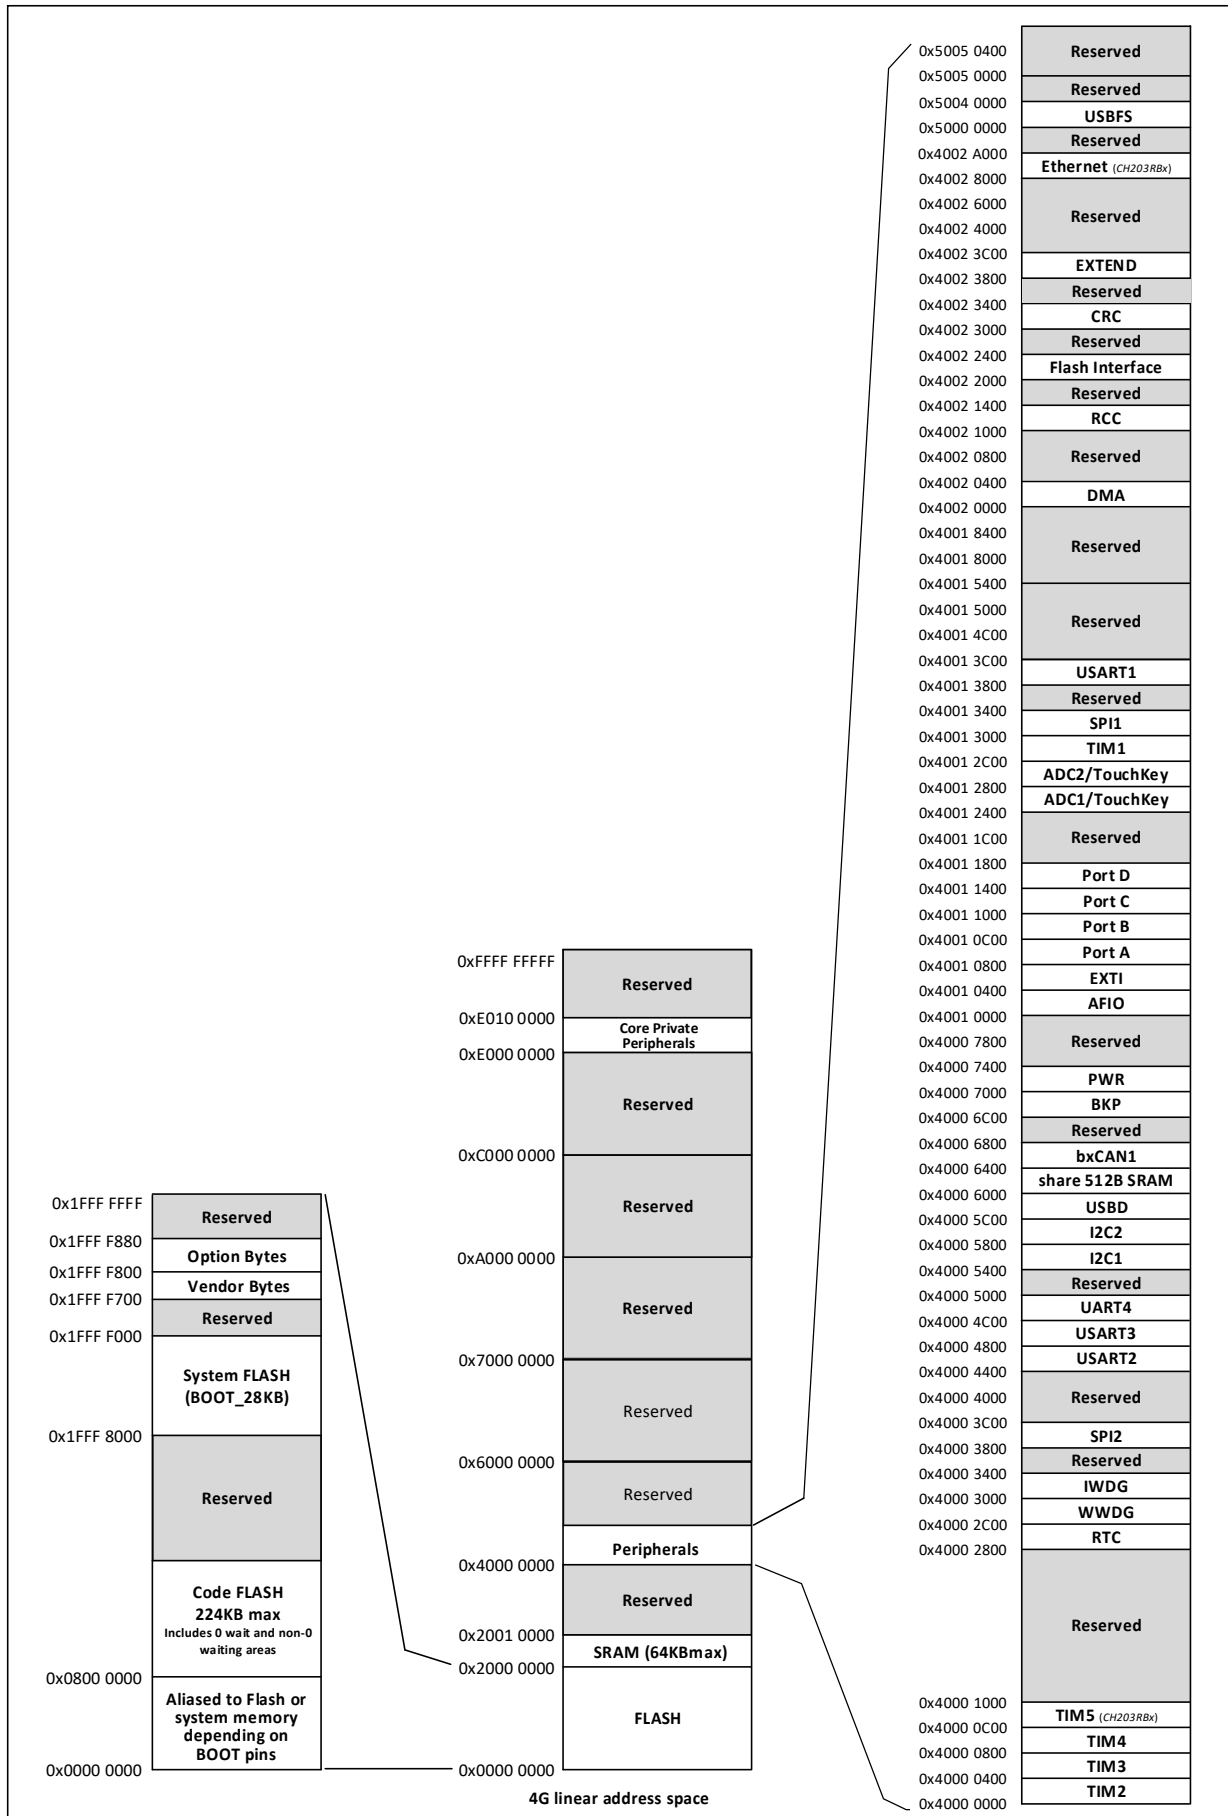 0x5005 0400
Reserved
0x5005 0000
Reserved
0x5004 0000
USBFS
0x5000 0000
Reserved
0x4002 A000
Ethernet (CH203RBx)
0x4002 8000
0x4002 6000
Reserved
0x4002 4000
0x4002 3C00
EXTEND
0x4002 3800
Reserved
0x4002 3400
CRC
0x4002 3000
Reserved
0x4002 2400
Flash Interface
0x4002 2000
Reserved
0x4002 1400
RCC
0x4002 1000
0x4002 0800
Reserved
0x4002 0400
DMA
0x4002 0000
0x4001 8400
Reserved
0x4001 8000
0x4001 5400
0x4001 5000
Reserved
0x4001 4C00
0x4001 3C00
USART1
0x4001 3800
Reserved
0x4001 3400
SPI1
0x4001 3000
TIM1
0x4001 2C00
ADC2/TouchKey
0x4001 2800
ADC1/TouchKey
0x4001 2400
0x4001 1C00
Reserved
0x4001 1800
Port D
0x4001 1400
Port C
0x4001 1000
Port B
0x4001 0C00
Port A
0x4001 0800
EXTI
0x4001 0400
AFIO
0x4001 0000
0x4000 7800
Reserved
0x4000 7400
PWR
0x4000 7000
BKP
0x4000 6C00
Reserved
0x4000 6800
bxCAN1
0x4000 6400
share 512B SRAM
0x4000 6000
USBD
0x4000 5C00
I2C2
0x4000 5800
I2C1
0x4000 5400
Reserved
0x4000 5000
UART4
0x4000 4C00
USART3
0x4000 4800
USART2
0x4000 4400
0x4000 4000
Reserved
0x4000 3C00
SPI2
0x4000 3800
Reserved
0x4000 3400
IWDG
0x4000 3000
WWDG
0x4000 2C00
RTC
0x4000 2800
Reserved
0x4000 1000
TIM5 (CH203RBx)
0x4000 0C00
TIM4
0x4000 0800
TIM3
0x4000 0400
TIM2
0x4000 0000
0xFFFF FFFFF
Reserved
0xE010 0000
Core Private
Peripherals
0xE000 0000
Reserved
0xC000 0000
Reserved
0xA000 0000
Reserved
0x7000 0000
Reserved
0x6000 0000
Reserved
Peripherals
0x4000 0000
Reserved
0x2001 0000
SRAM (64KBmax)
0x2000 0000
FLASH
0x0000 0000
4G linear address space
0x1FFF FFFF
Reserved
0x1FFF F880
Option Bytes
0x1FFF F800
Vendor Bytes
0x1FFF F700
Reserved
0x1FFF F000
System FLASH
(BOOT_28KB)
0x1FFF 8000
Reserved
Code FLASH
224KB max
Includes 0 wait and non-0
waiting areas
0x0800 0000
Aliased to Flash or
system memory
depending on
BOOT pins
0x0000 0000